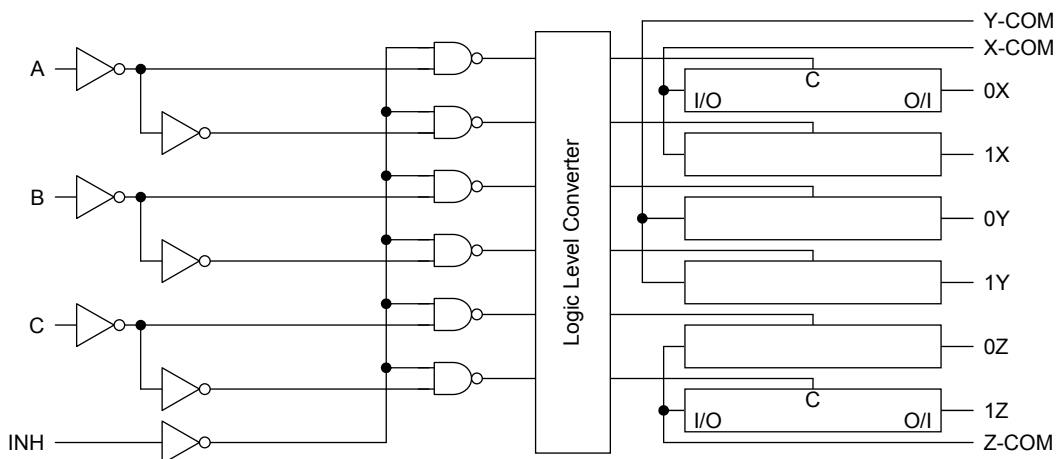 Y-COM
X-COM
A
C
I/O
O/I
0X
1X
B
0Y
Logic Level Converter
1Y
C
0Z
C
I/O
O/I
1Z
INH
Z-COM